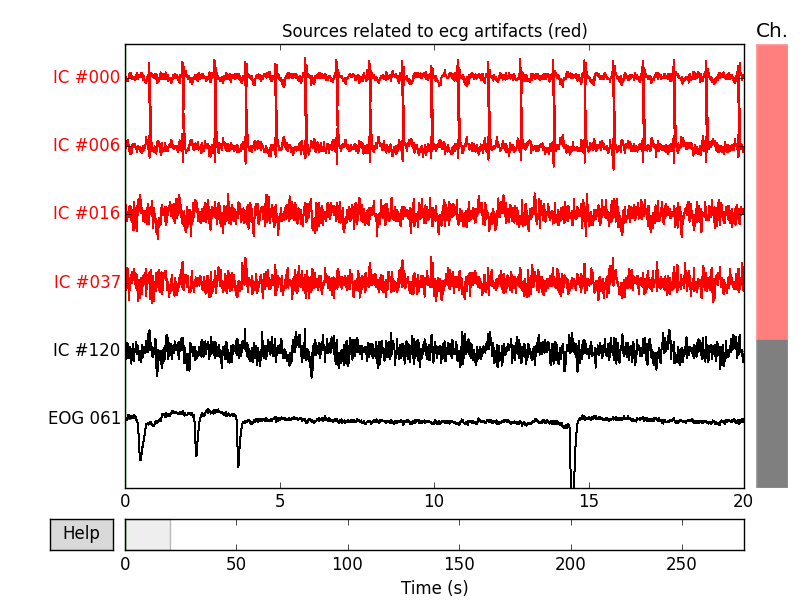 Sources related to ecg artifacts (red)
Ch.
IC #000
IC #006
IC #016
IC #037
IC #120
EOG 061
0 5 10 15 20
Help
0 50 100 150 200 250
Time (s)